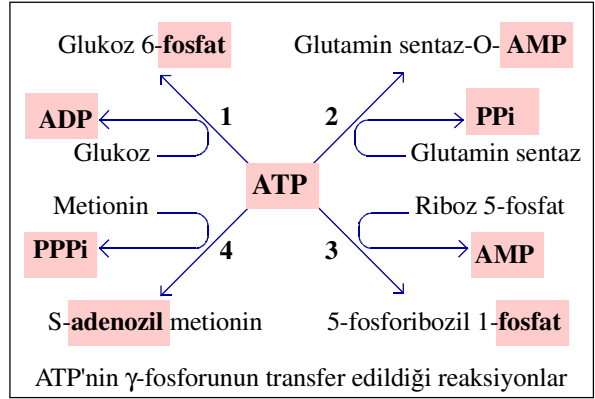 Glukoz 6-fosfat
Glutamin sentaz-O- AMP
ADP
1
2
PPi
Glukoz
Glutamin sentaz
ATP
Metionin
Riboz 5-fosfat
PPPi
4
3
AMP
S-adenozil metionin
5-fosforibozil 1-fosfat
ATP'nin γ-fosforunun transfer edildiği reaksiyonlar